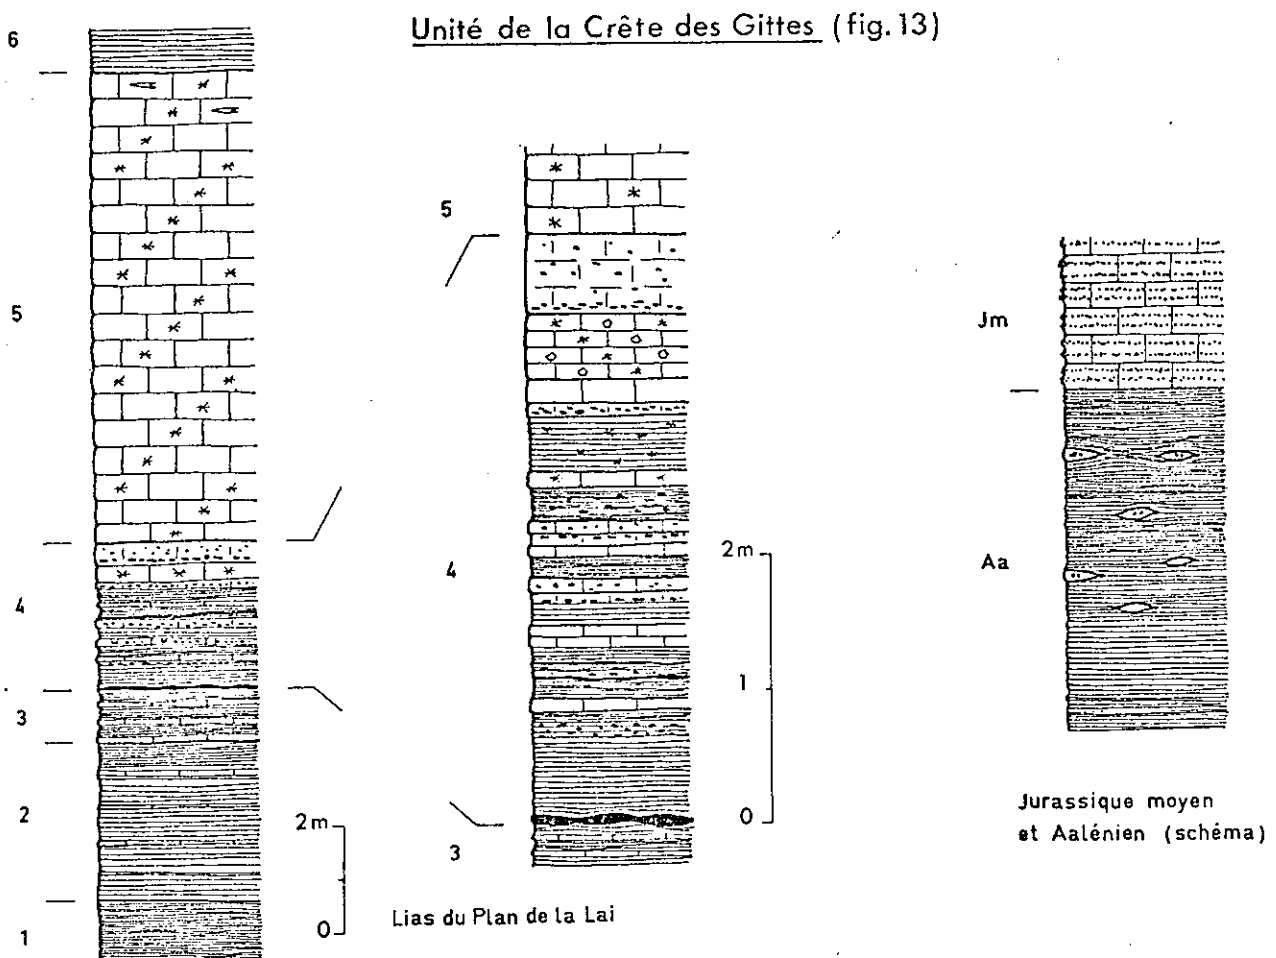 Unité de la Crête des Gittes (fig. 13)
6
5
4
3
2
1
2m
0
Lias du Plan de la Lai
5
4
3
2m
1
0
Jm
Aa
Jurassique moyen
et Aalénien (schéma)